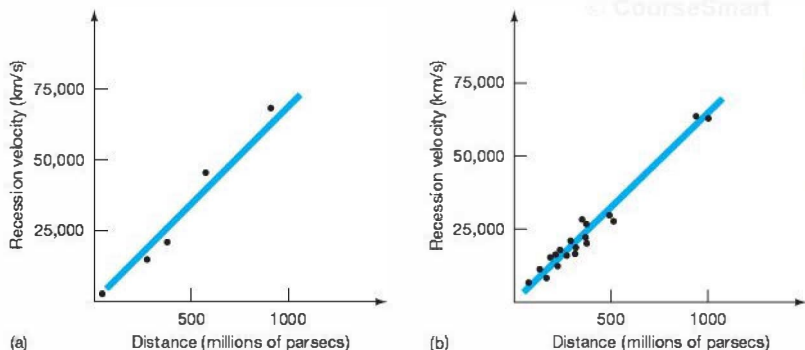 © CourseSmart
Recession velocity (km/s)
75,000
50,000
25,000
500
1000
(a)
Distance (millions of parsecs)
Recession velocity (km/s)
75,000
50,000
25,000
500
1000
(b)
Distance (millions of parsecs)